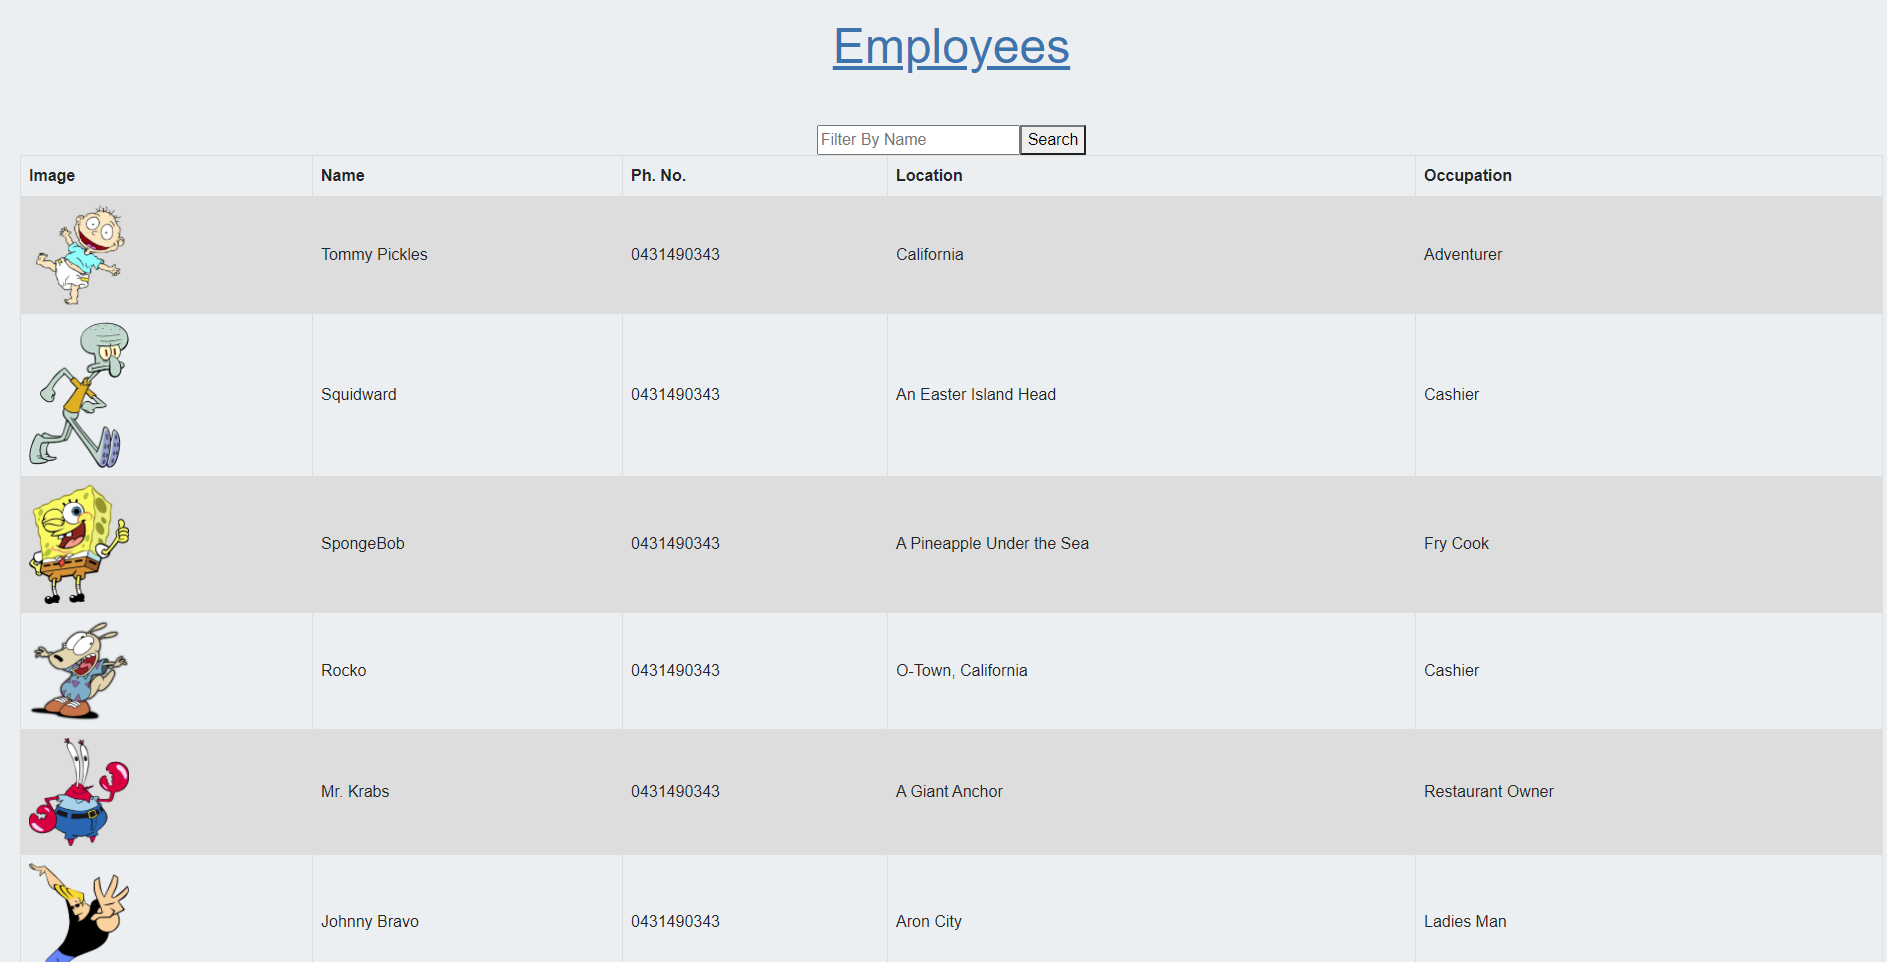 Employees
Filter By Name Search
Image Name Ph. No. Location Occupation
Tommy Pickles 0431490343 California Adventurer
Squidward 0431490343 An Easter Island Head Cashier
SpongeBob 0431490343 A Pineapple Under the Sea Fry Cook
Rocko 0431490343 O-Town, California Cashier
Mr. Krabs 0431490343 A Giant Anchor Restaurant Owner
Johnny Bravo 0431490343 Aron City Ladies Man